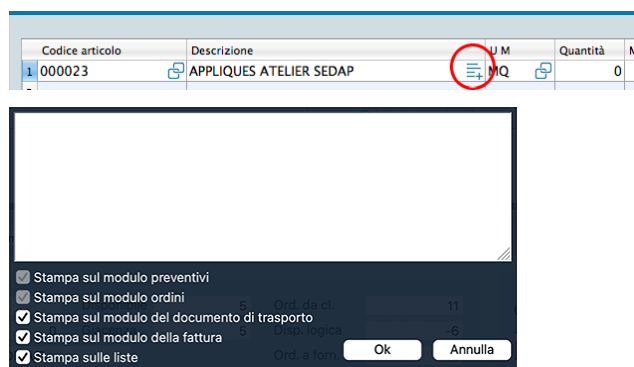 Codice articolo Descrizione U M Quantità
1 000023 APPLIQUES ATELIER SEDAP MQ 0
Stampa sul modulo preventivi
Stampa sul modulo ordini
Disponibile 5 Ord. da cl. 11
Stampa sul modulo del documento di trasporto
Stampa sul modulo della fattura
Giacenza 5 Disp. logica -6
Stampa sulle liste
Ord. a forn.
Ok Annulla